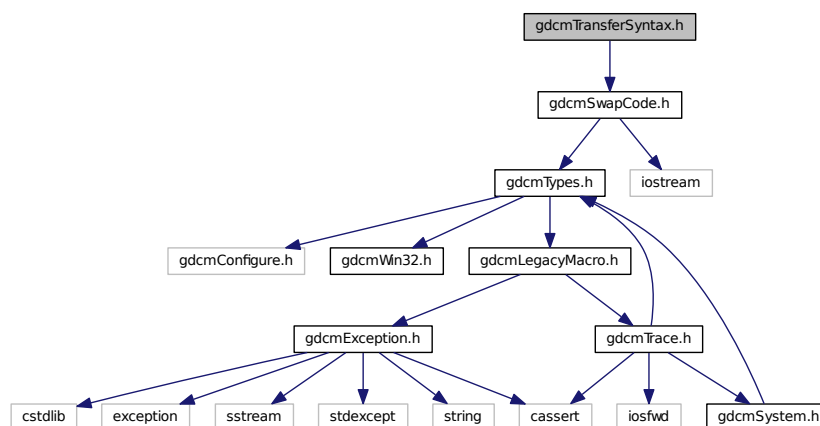 gdcmTransferSyntax.h
gdcmSwapCode.h
gdcmTypes.h
iostream
gdcmConfigure.h
gdcmWin32.h
gdcmLegacyMacro.h
gdcmException.h
gdcmTrace.h
cstdlib
exception
sstream
stdexcept
string
cassert
iosfwd
gdcmSystem.h